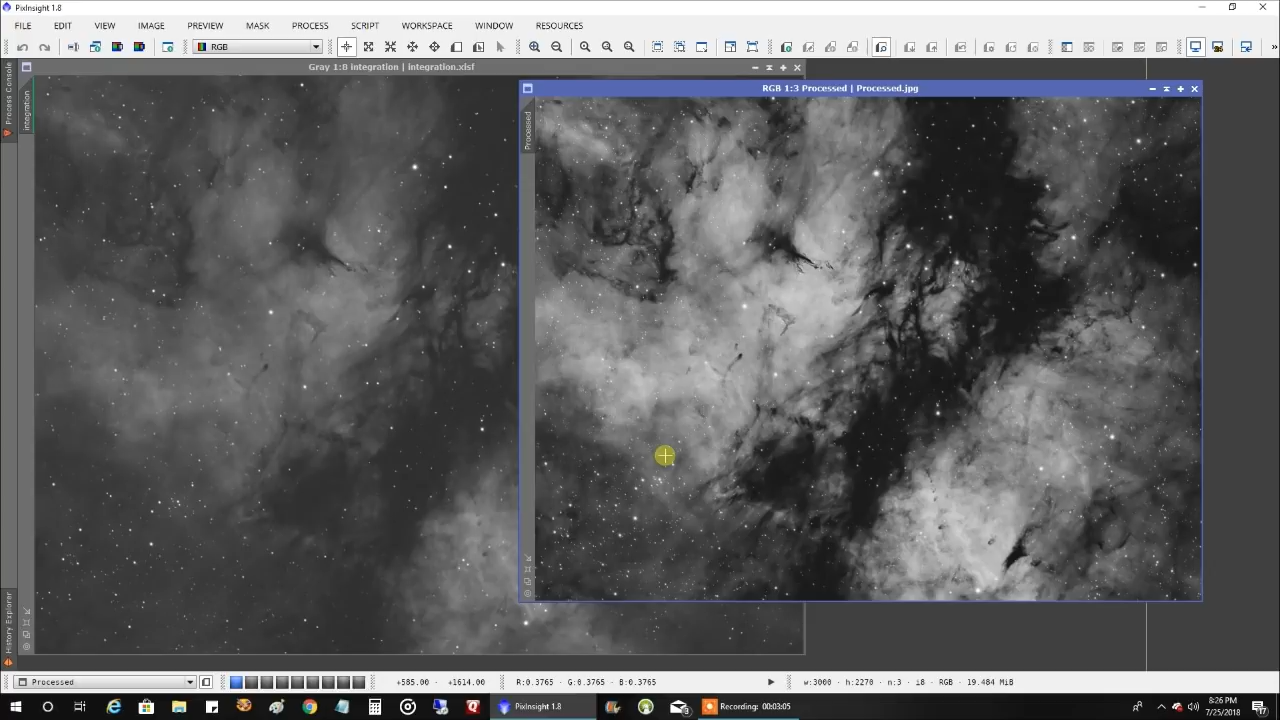 PixInsight 1.8
FILE EDIT VIEW IMAGE PREVIEW MASK PROCESS SCRIPT WORKSPACE WINDOW RESOURCES
RGB
Gray 1:8 integration | integration.xisf
RGB 1:3 Processed | Processed.jpg
Process Console
integration
Processed
History Explorer
Processed
+585.00 · +1614.00
R:0.3765 · G:0.3765 · B:0.3765
w:3000 · h:2270 · n:3 · i8 · RGB · 19.484 MiB
PixInsight 1.8
Recording: 00:03:05
8:26 PM
7/25/2018